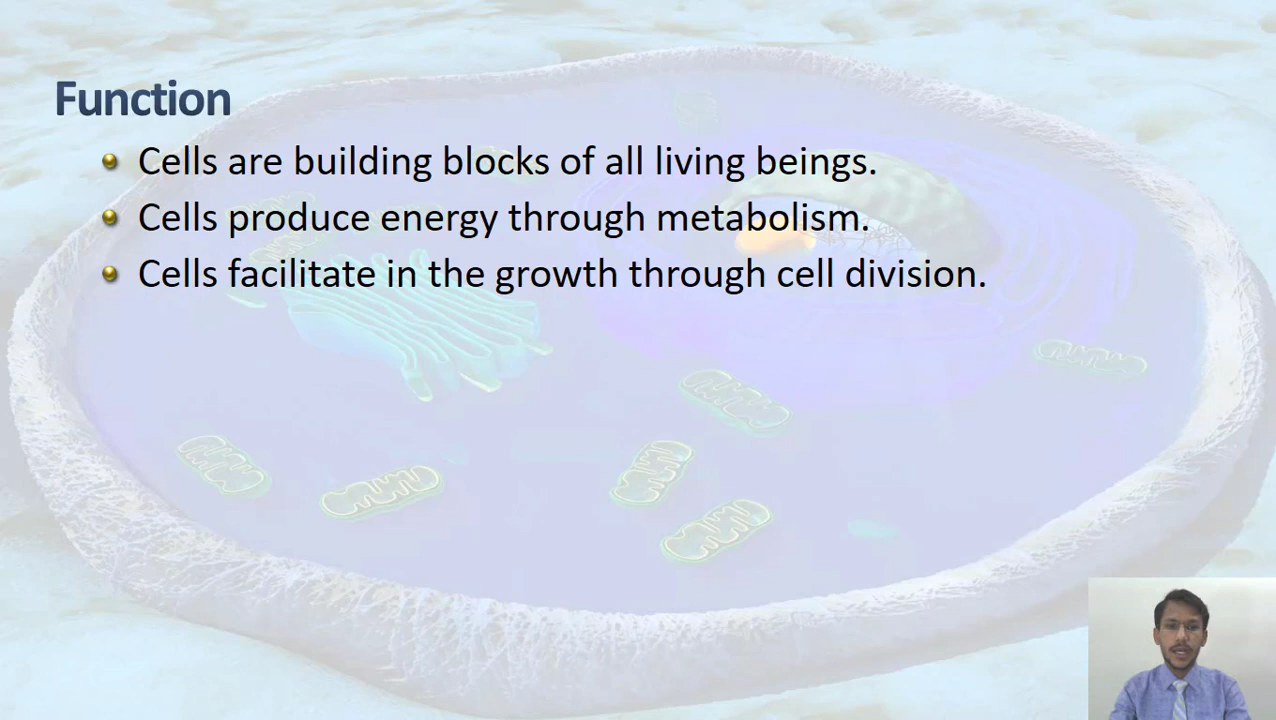 Function
Cells are building blocks of all living beings.
Cells produce energy through metabolism.
Cells facilitate in the growth through cell division.